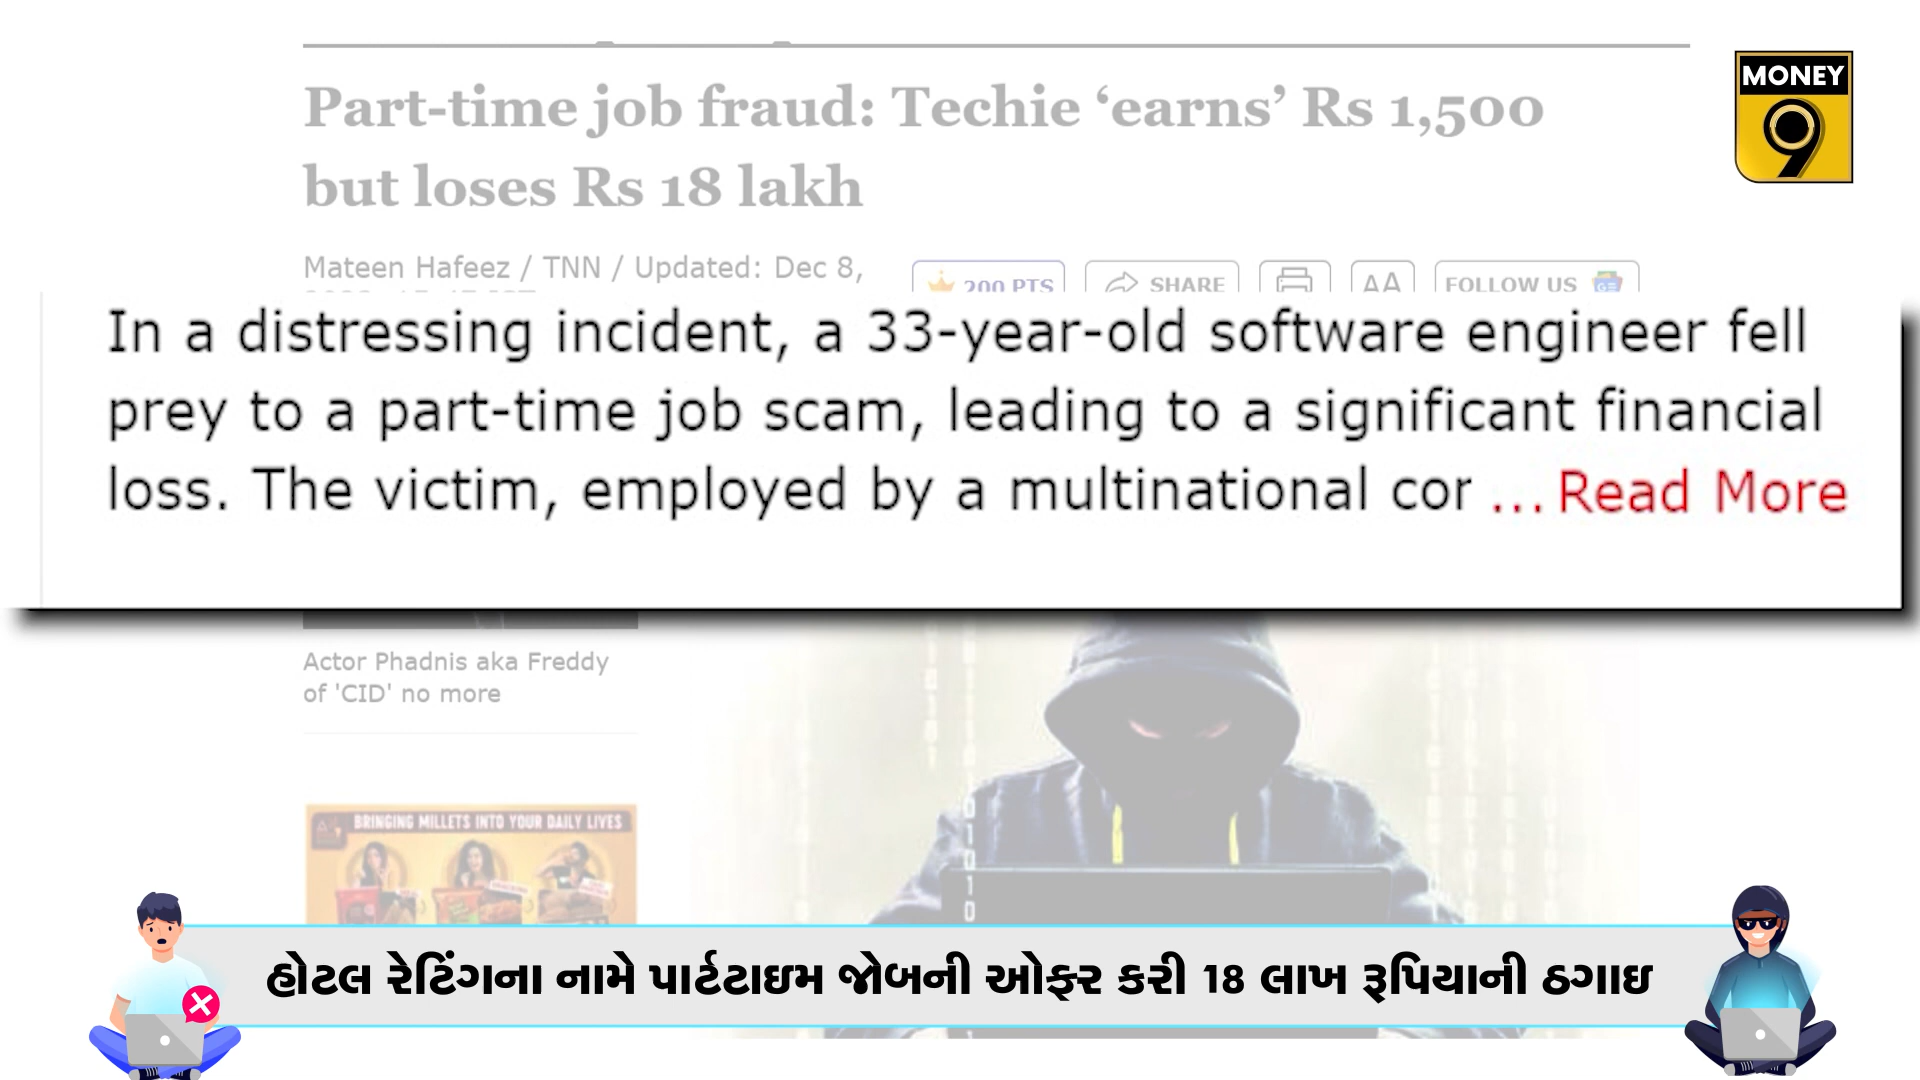 Part-time job fraud: Techie ‘earns’ Rs 1,500
but loses Rs 18 lakh
MONEY
9
Mateen Hafeez / TNN / Updated: Dec 8,
200 PTS
SHARE
AA
FOLLOW US
In a distressing incident, a 33-year-old software engineer fell
prey to a part-time job scam, leading to a significant financial
loss. The victim, employed by a multinational cor ... Read More
Actor Phadnis aka Freddy
of 'CID' no more
BRINGING MILLETS INTO YOUR DAILY LIVES
હોટલ રેટિંગના નામે પાર્ટટાઇમ જોબની ઓફર કરી 18 લાખ રૂપિયાની ઠગાઇ